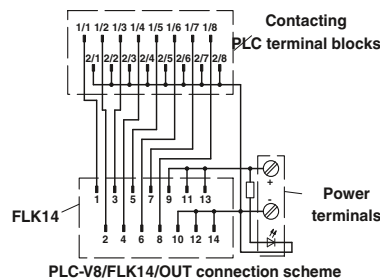 Contacting
PLC terminal blocks
1/1 1/2 1/3 1/4 1/5 1/6 1/7 1/8
2/1 2/2 2/3 2/4 2/5 2/6 2/7 2/8
1 3 5 7 9 11 13
+
-
FLK14
Power
terminals
2 4 6 8 10 12 14
PLC-V8/FLK14/OUT connection scheme